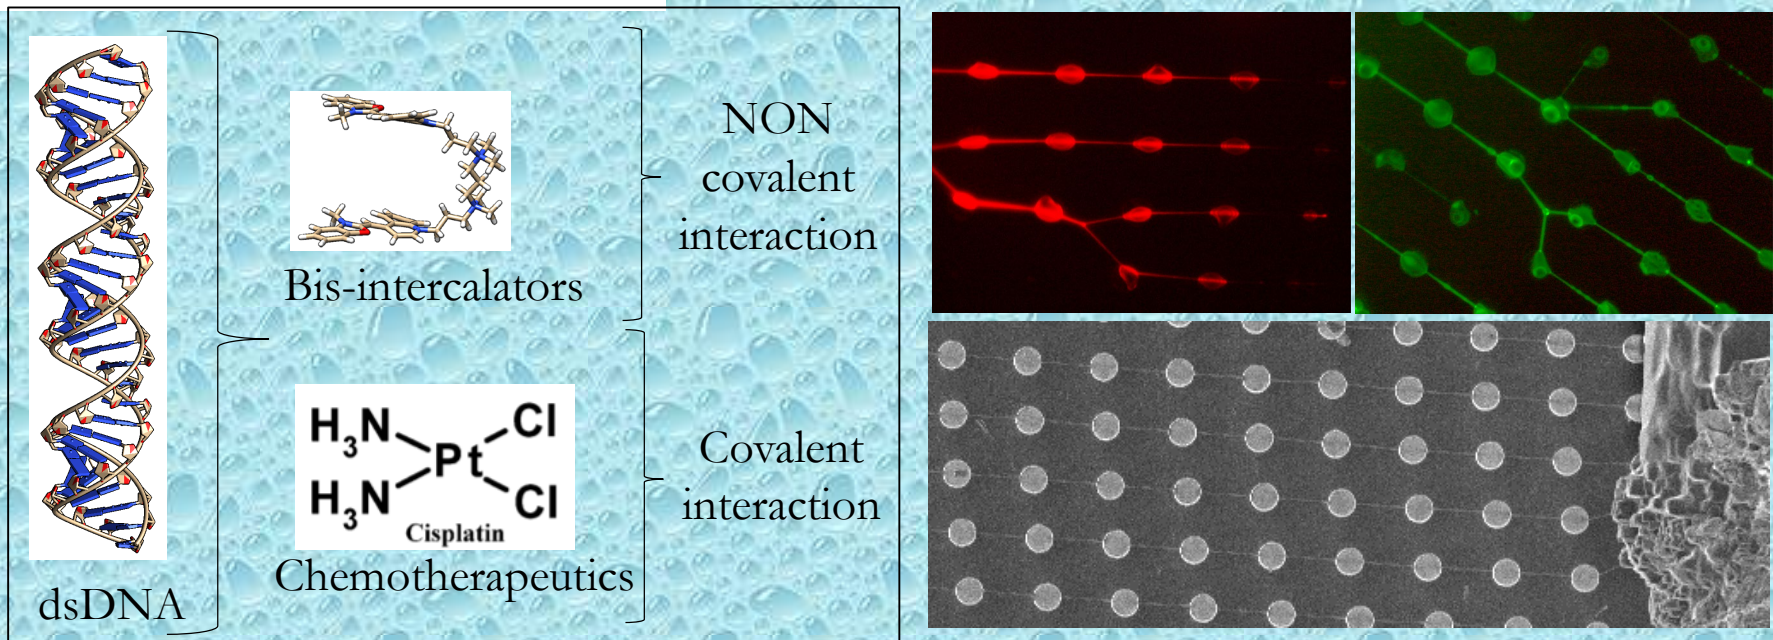 dsDNA
Bis-intercalators
NON
covalent
interaction
H₃N
Cl
Pt
H₃N
Cl
Cisplatin
Chemotherapeutics
Covalent
interaction